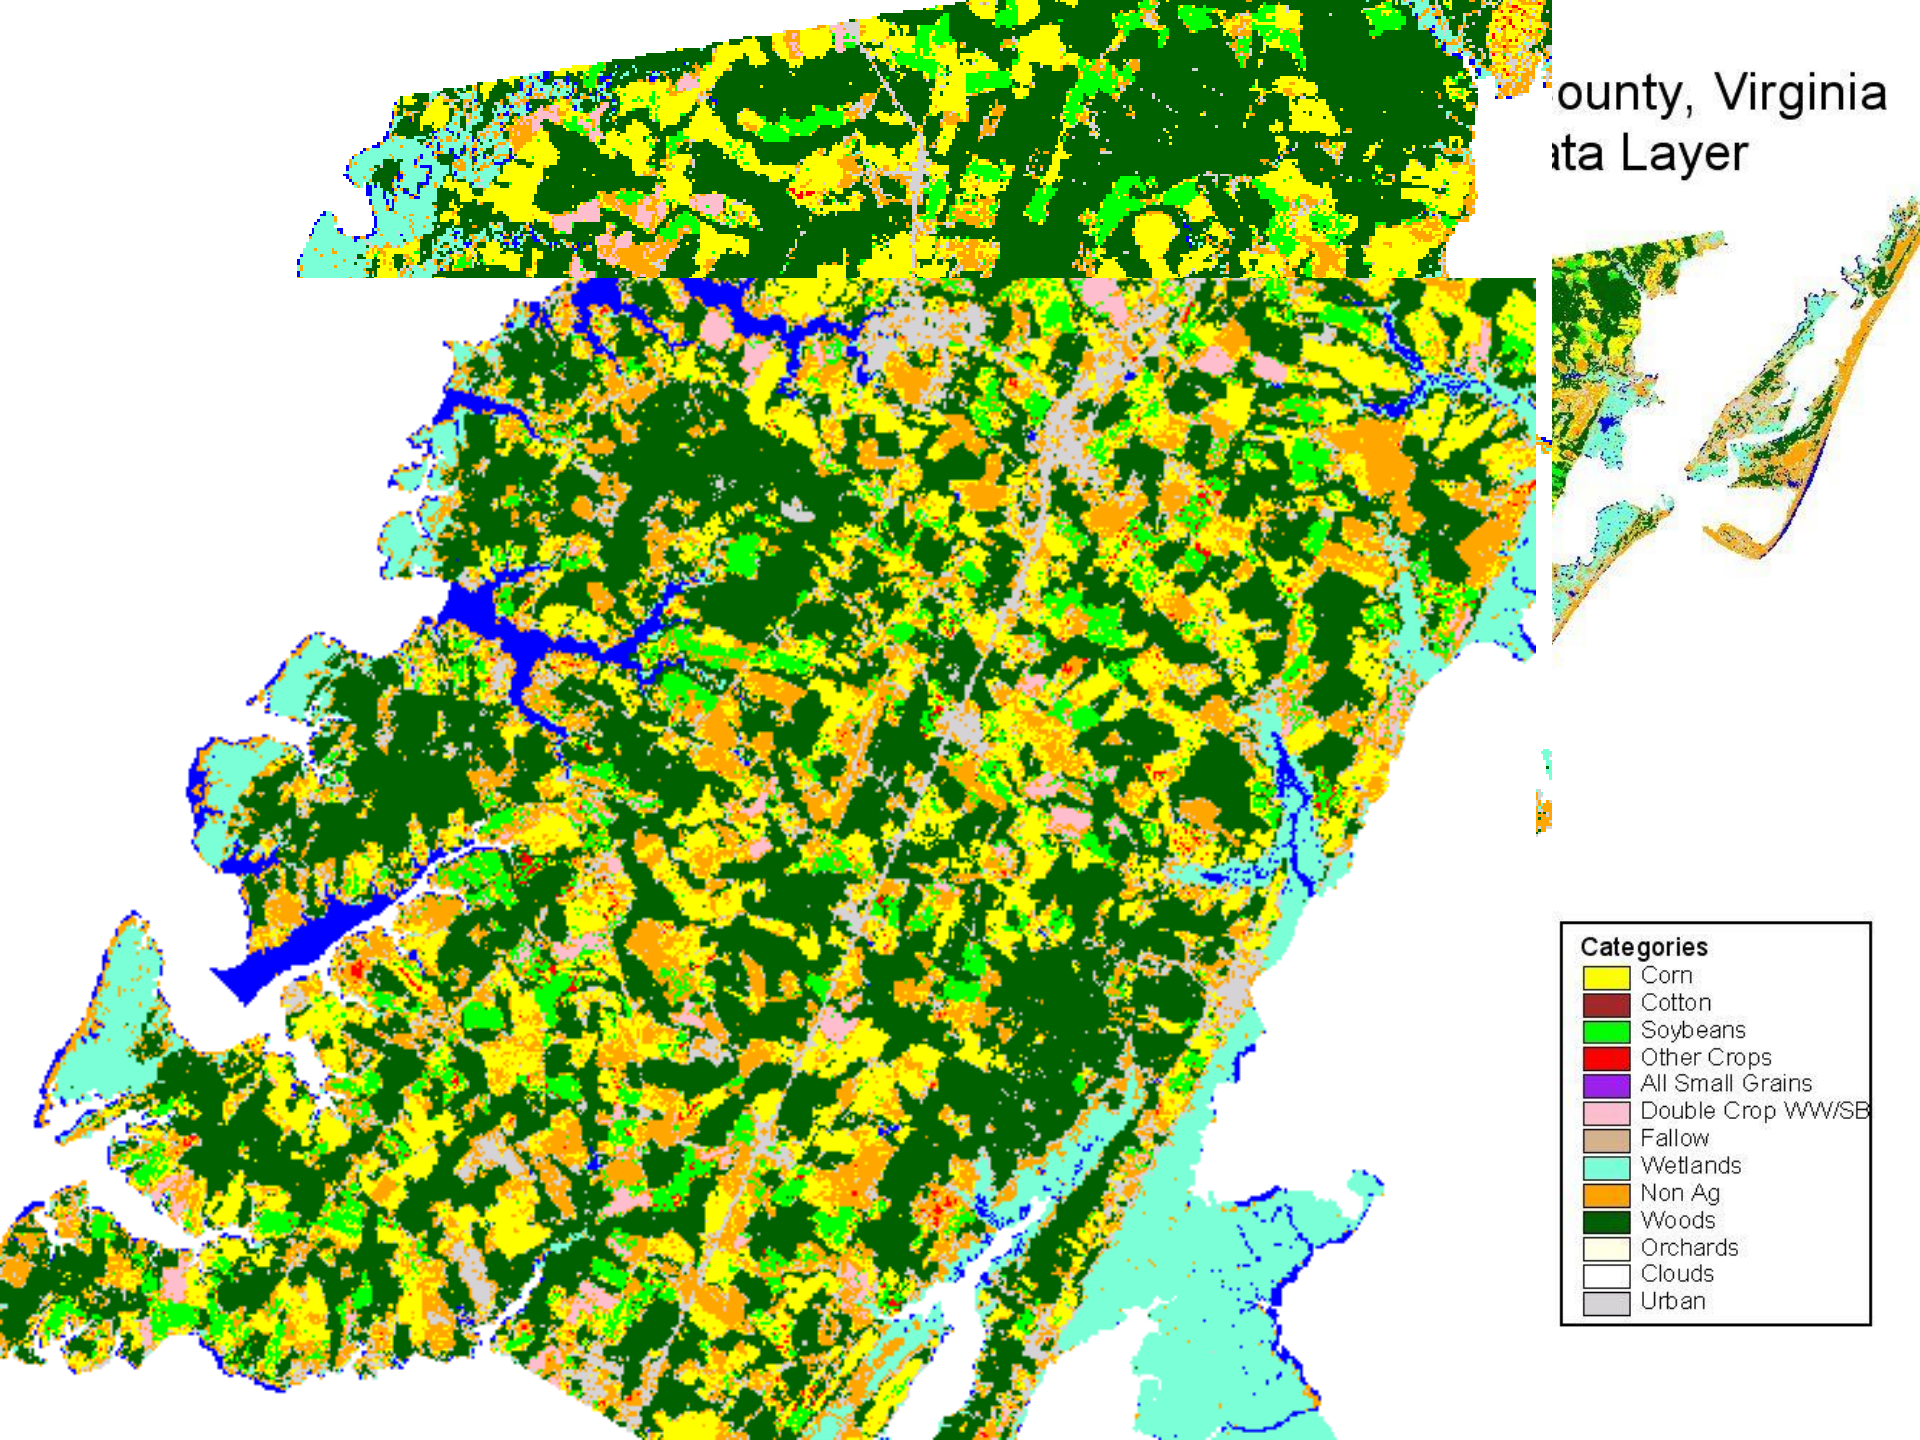 ounty, Virginia
ata Layer
Categories
Corn
Cotton
Soybeans
Other Crops
All Small Grains
Double Crop WW/SB
Fallow
Wetlands
Non Ag
Woods
Orchards
Clouds
Urban